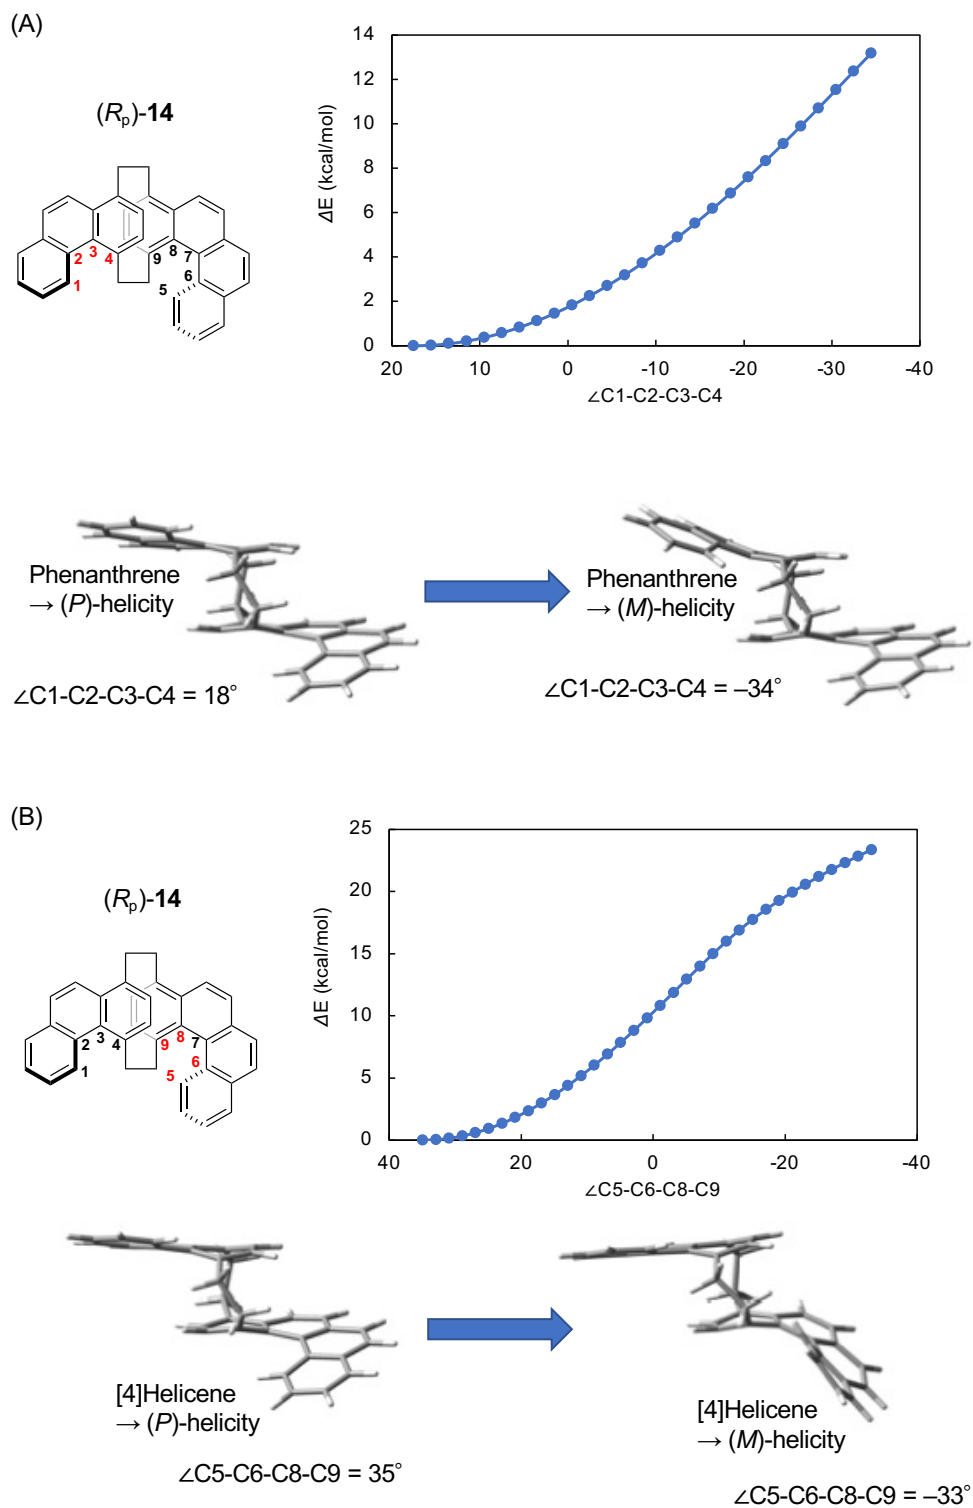 (A)
(Rp)-14
1
2
3
4
5
6
7
8
9
14
12
10
8
6
4
2
0
ΔE (kcal/mol)
20 10 0 -10 -20 -30 -40
∠C1-C2-C3-C4
Phenanthrene
→ (P)-helicity
∠C1-C2-C3-C4 = 18°
Phenanthrene
→ (M)-helicity
∠C1-C2-C3-C4 = –34°
(B)
(Rp)-14
1
2
3
4
5
6
7
8
9
25
20
15
10
5
0
ΔE (kcal/mol)
40 20 0 -20 -40
∠C5-C6-C8-C9
[4]Helicene
→ (P)-helicity
∠C5-C6-C8-C9 = 35°
[4]Helicene
→ (M)-helicity
∠C5-C6-C8-C9 = –33°